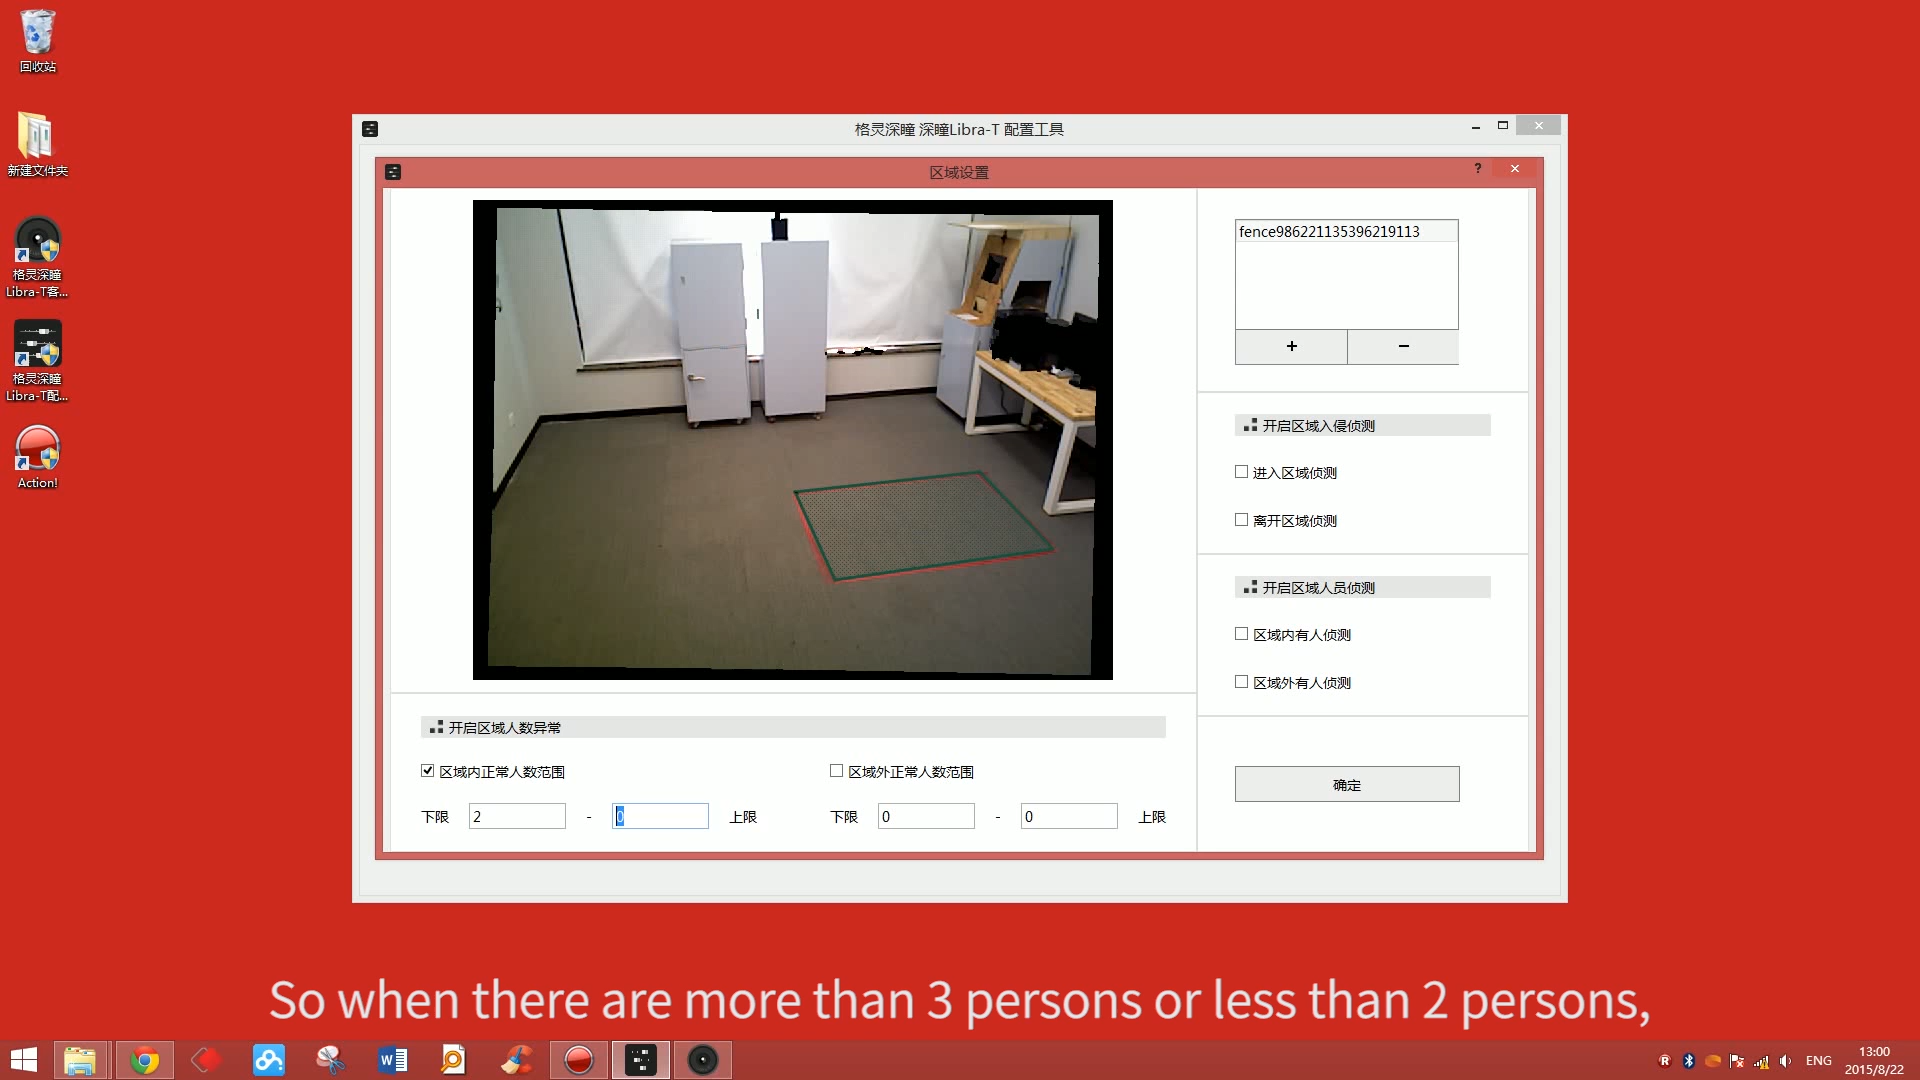 回收站
新建文件夹
格灵深瞳
Libra-T客...
格灵深瞳
Libra-T配...
Action!
格灵深瞳 深瞳Libra-T 配置工具
区域设置
?
fence986221135396219113
+ −
开启区域入侵侦测
进入区域侦测
离开区域侦测
开启区域人员侦测
区域内有人侦测
区域外有人侦测
开启区域人数异常
区域内正常人数范围
下限 2 - 0 上限
区域外正常人数范围
下限 0 - 0 上限
确定
So when there are more than 3 persons or less than 2 persons,
ENG
13:00
2015/8/22